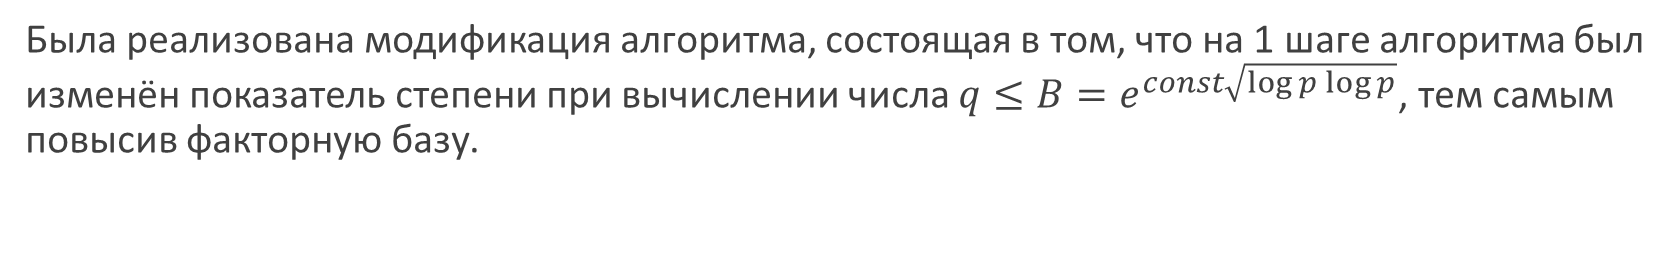 Была реализована модификация алгоритма, состоящая в том, что на 1 шаге алгоритма был
изменён показатель степени при вычислении числа q ≤ B = e^{const√(log p log p)}, тем самым
повысив факторную базу.